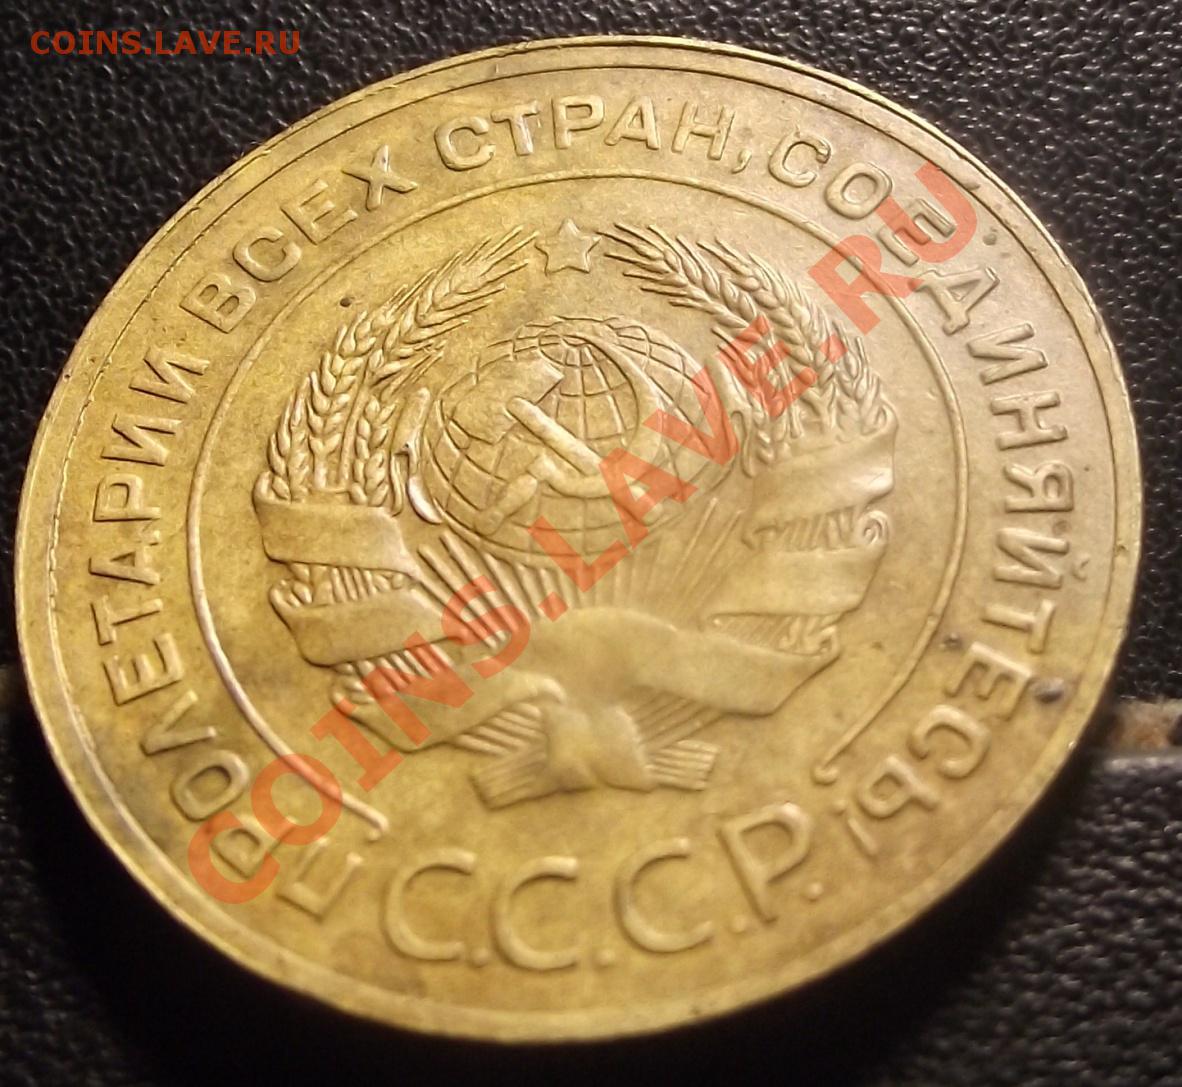 COINS.LAVE.RU
ПРОЛЕТАРИИ ВСЕХ СТРАН, СОЕДИНЯЙТЕСЬ!
С.С.С.Р.
COINS.LAVE.RU